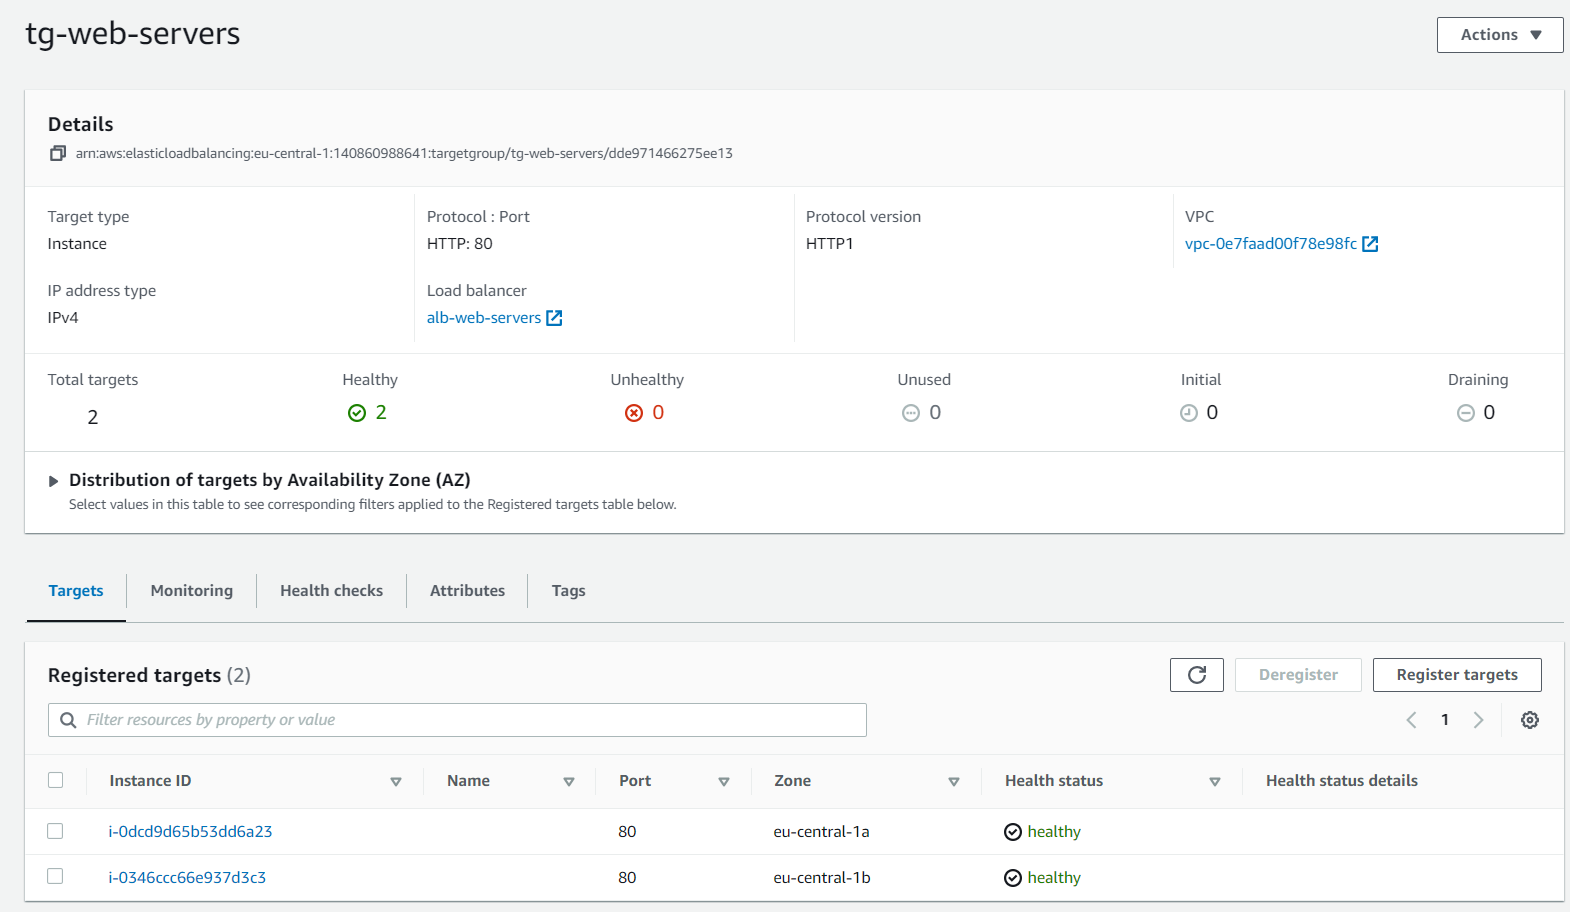 tg-web-servers
Actions
Details
arn:aws:elasticloadbalancing:eu-central-1:140860988641:targetgroup/tg-web-servers/dde971466275ee13
Target type
Instance
Protocol : Port
HTTP: 80
Protocol version
HTTP1
VPC
vpc-0e7faad00f78e98fc
IP address type
IPv4
Load balancer
alb-web-servers
Total targets
2
Healthy
2
Unhealthy
0
Unused
0
Initial
0
Draining
0
Distribution of targets by Availability Zone (AZ)
Select values in this table to see corresponding filters applied to the Registered targets table below.
Targets Monitoring Health checks Attributes Tags
Registered targets (2)
Deregister Register targets
Filter resources by property or value
1
Instance ID Name Port Zone Health status Health status details
i-0dcd9d65b53dd6a23 80 eu-central-1a healthy
i-0346ccc66e937d3c3 80 eu-central-1b healthy